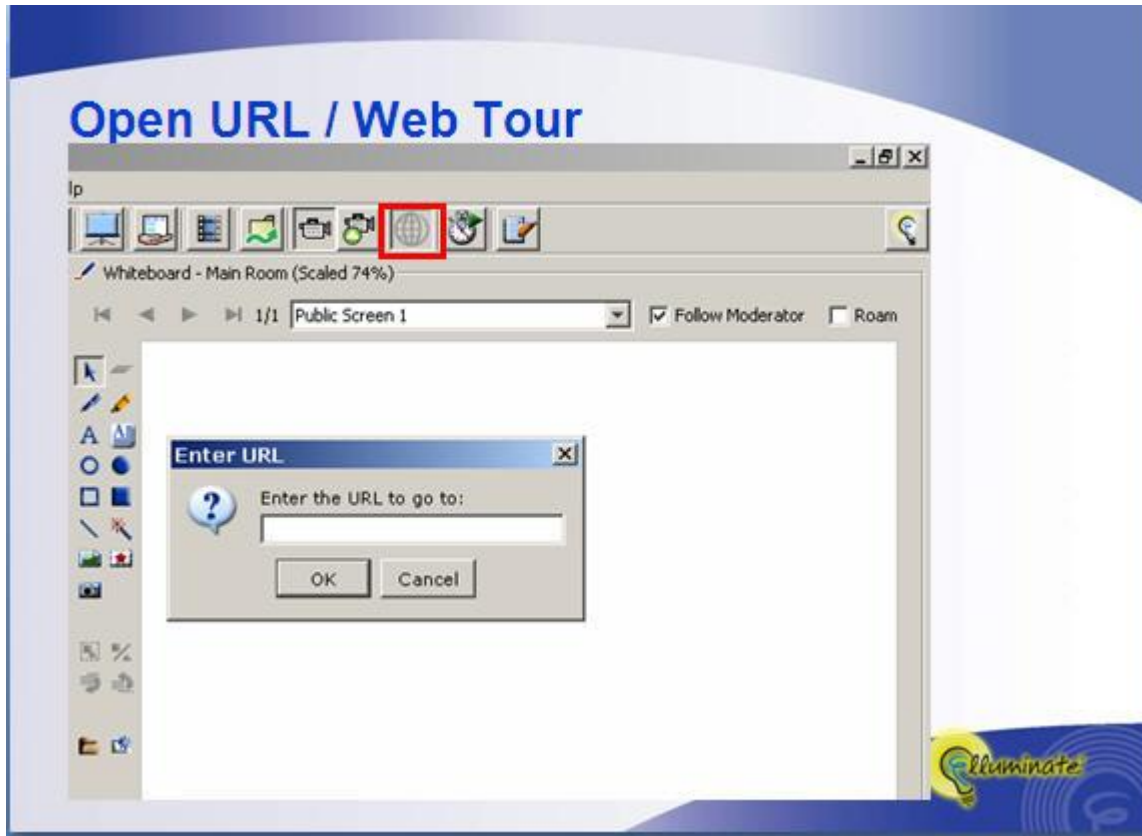 Open URL / Web Tour
lp
Whiteboard - Main Room (Scaled 74%)
1/1 Public Screen 1 Follow Moderator Roam
A A
Enter URL
Enter the URL to go to:
OK Cancel
elluminate